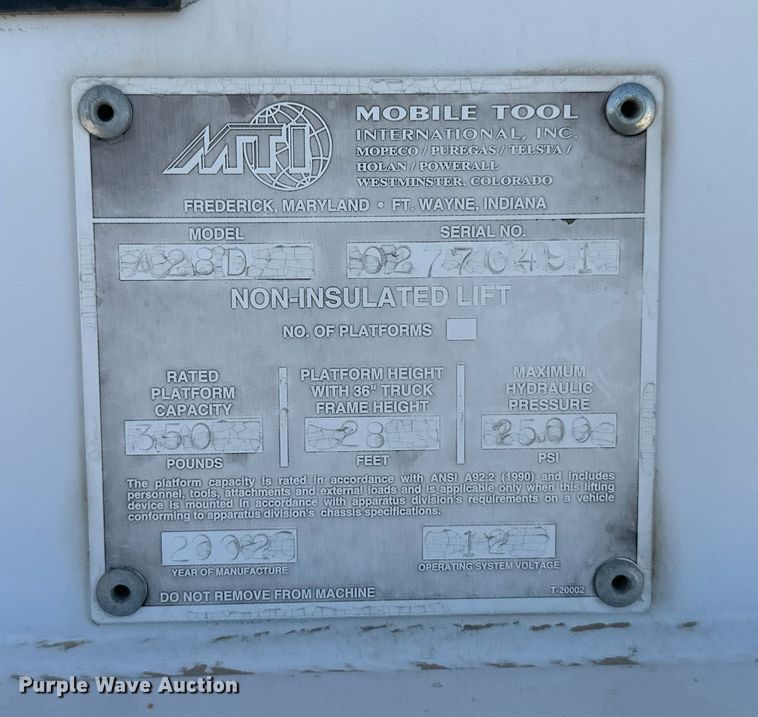 MTI
MOBILE TOOL
INTERNATIONAL, INC.
MOPECO / PUREGAS / TELSTA /
HOLAN / POWERALL
WESTMINSTER, COLORADO
FREDERICK, MARYLAND • FT. WAYNE, INDIANA
MODEL SERIAL NO.
A28D
NON-INSULATED LIFT
NO. OF PLATFORMS
RATED PLATFORM CAPACITY
350
POUNDS
PLATFORM HEIGHT WITH 36" TRUCK FRAME HEIGHT
28
FEET
MAXIMUM HYDRAULIC PRESSURE
2500
PSI
The platform capacity is rated in accordance with ANSI A92.2 (1990) and includes
personnel, tools, attachments and external loads and is applicable only when this lifting
device is mounted in accordance with apparatus division's requirements on a vehicle
conforming to apparatus division's chassis specifications.
2002 12
YEAR OF MANUFACTURE OPERATING SYSTEM VOLTAGE
DO NOT REMOVE FROM MACHINE T-20002
Purple Wave Auction